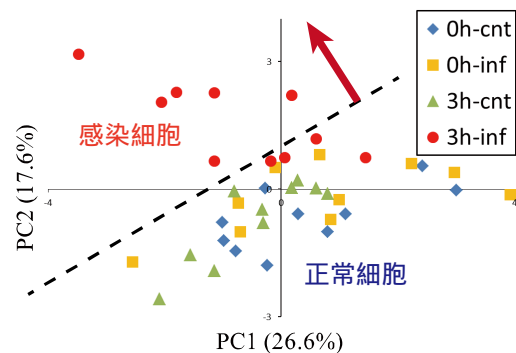 3
0h-cnt
0h-inf
3h-cnt
3h-inf
感染細胞
PC2 (17.6%)
-4
0
4
正常細胞
-3
PC1 (26.6%)